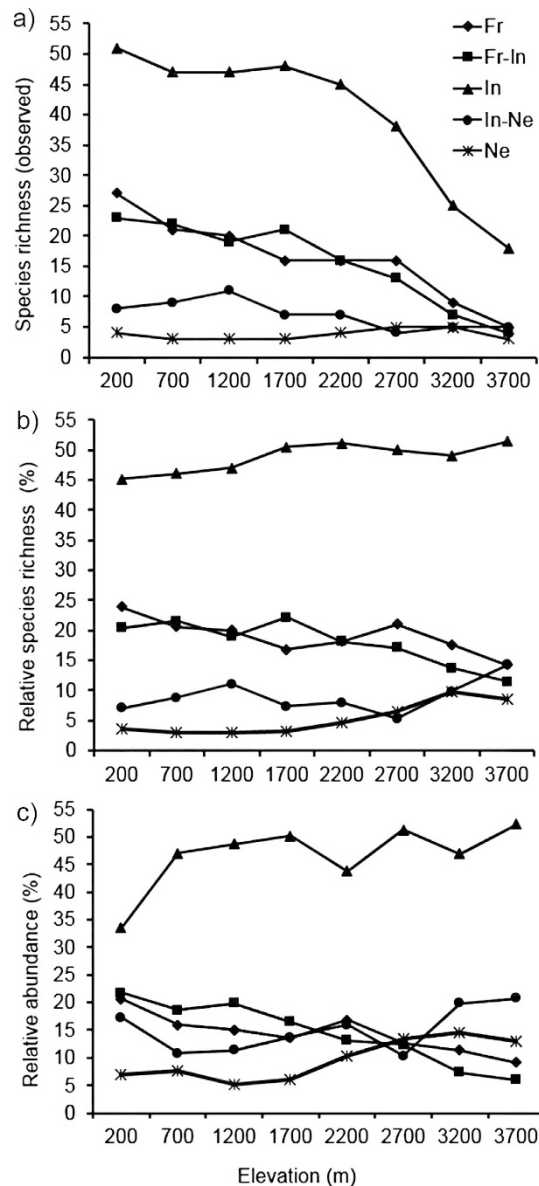 a)
Species richness (observed)
55
50
45
40
35
30
25
20
15
10
5
0
Fr
Fr-In
In
In-Ne
Ne
200 700 1200 1700 2200 2700 3200 3700
b)
Relative species richness (%)
55
50
45
40
35
30
25
20
15
10
5
0
200 700 1200 1700 2200 2700 3200 3700
c)
Relative abundance (%)
55
50
45
40
35
30
25
20
15
10
5
0
200 700 1200 1700 2200 2700 3200 3700
Elevation (m)